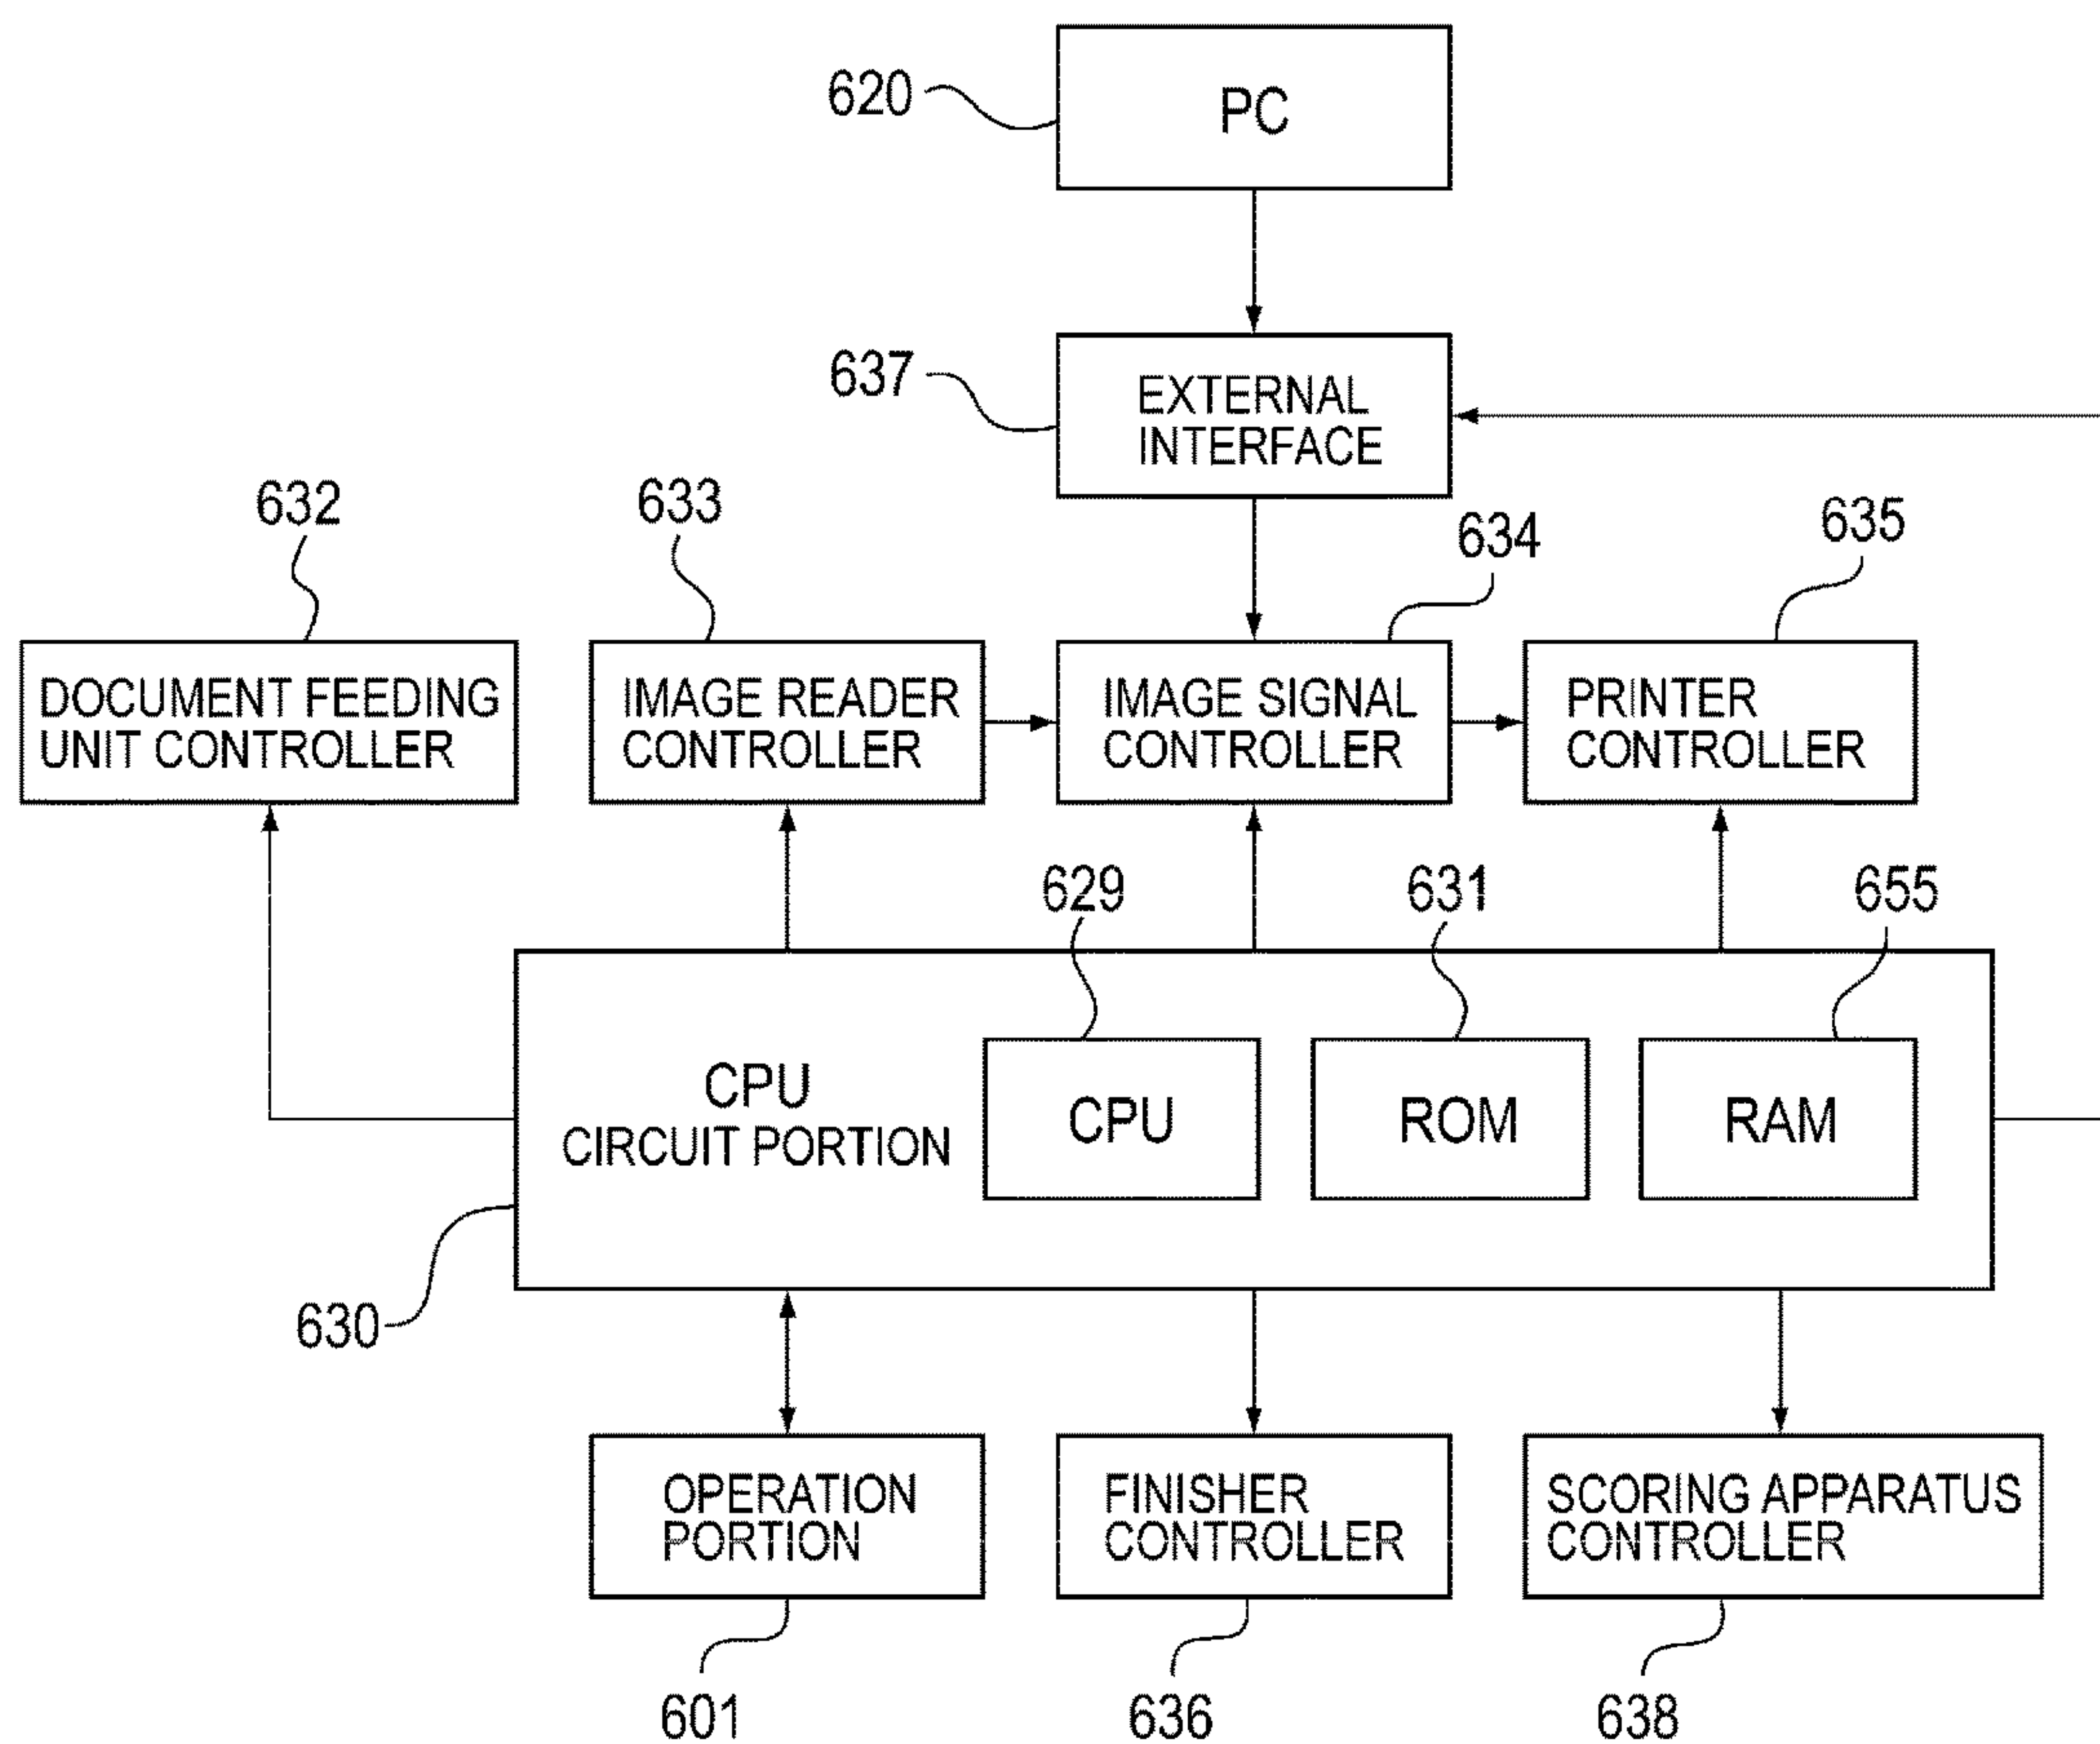 620
PC
637
EXTERNAL
INTERFACE
632
633
634
635
DOCUMENT FEEDING
UNIT CONTROLLER
IMAGE READER
CONTROLLER
IMAGE SIGNAL
CONTROLLER
PRINTER
CONTROLLER
629
631
655
CPU
CIRCUIT PORTION
CPU
ROM
RAM
630
OPERATION
PORTION
FINISHER
CONTROLLER
SCORING APPARATUS
CONTROLLER
601
636
638